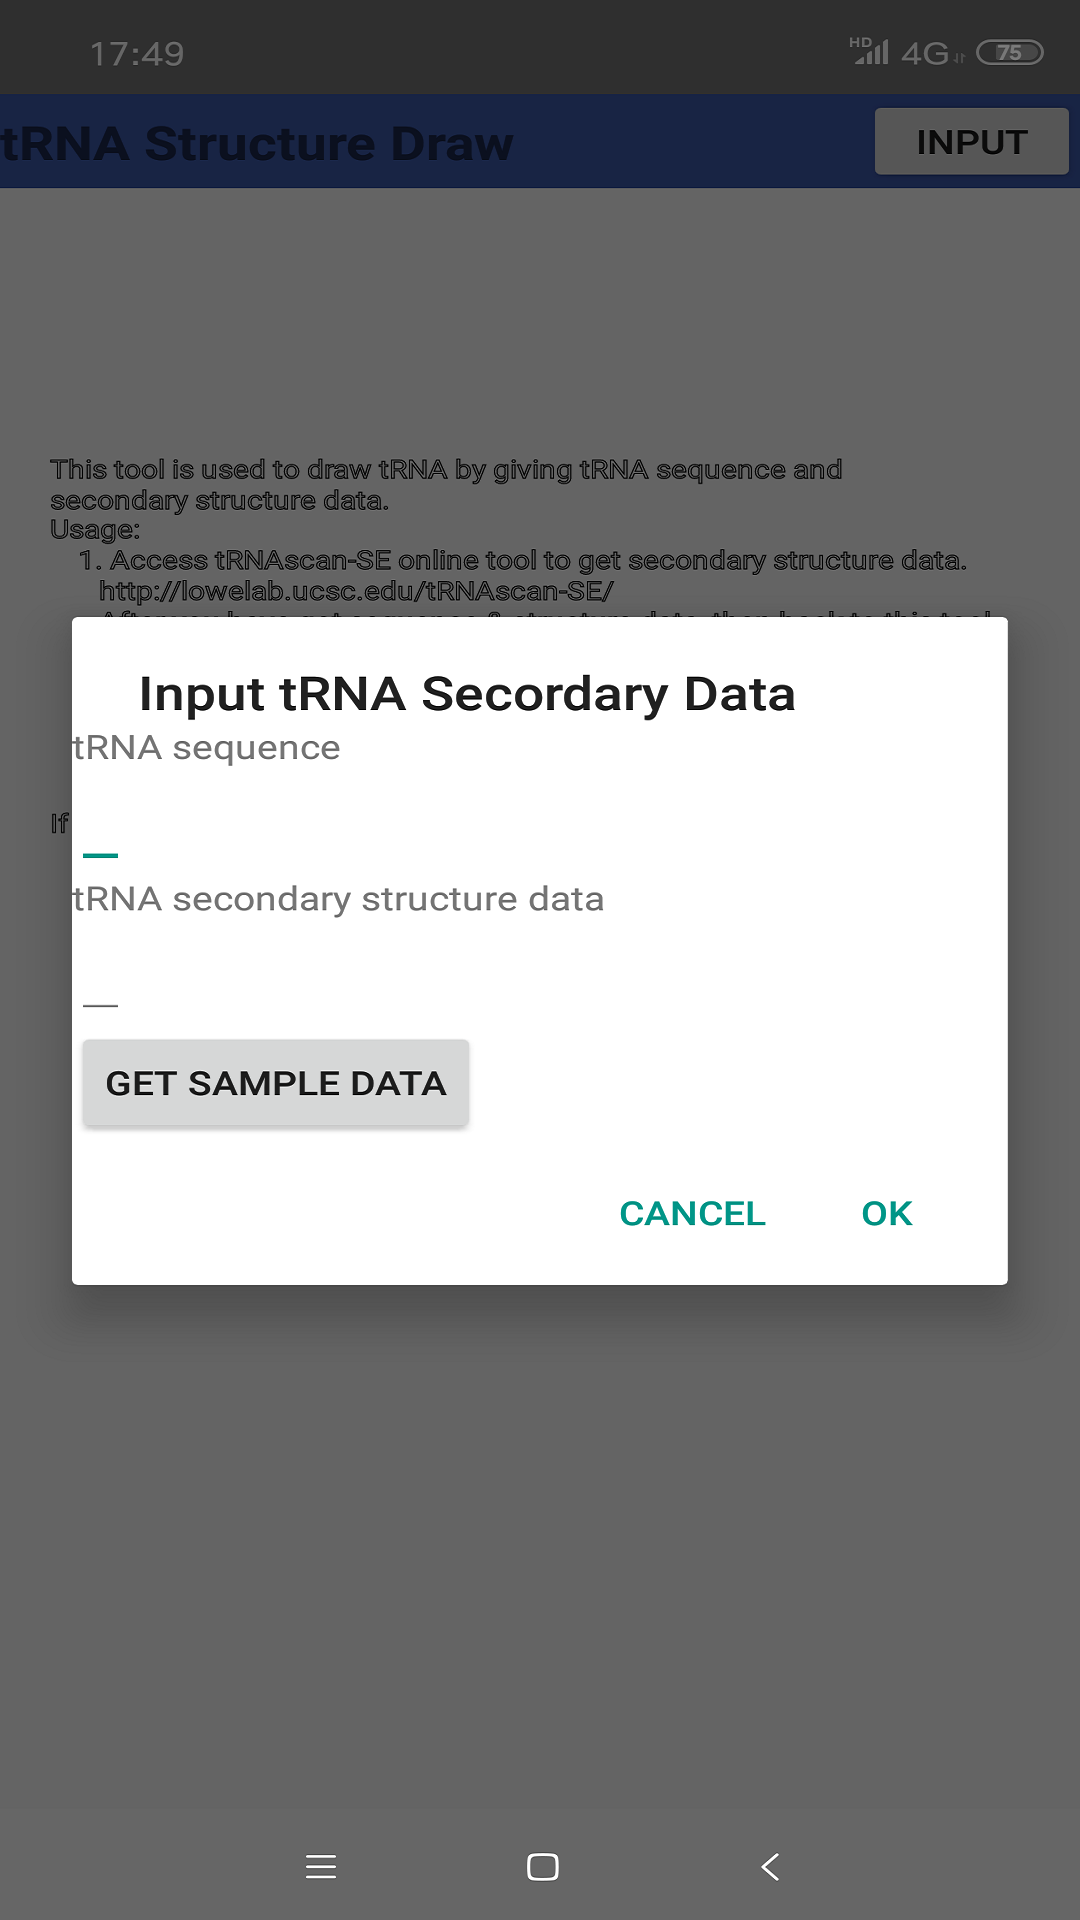 17:49
HD 4G 75
tRNA Structure Draw
INPUT
This tool is used to draw tRNA by giving tRNA sequence and
secondary structure data.
Usage:
1. Access tRNAscan-SE online tool to get secondary structure data.
http://lowelab.ucsc.edu/tRNAscan-SE/
Input tRNA Secordary Data
tRNA sequence
If
tRNA secondary structure data
GET SAMPLE DATA
CANCEL
OK